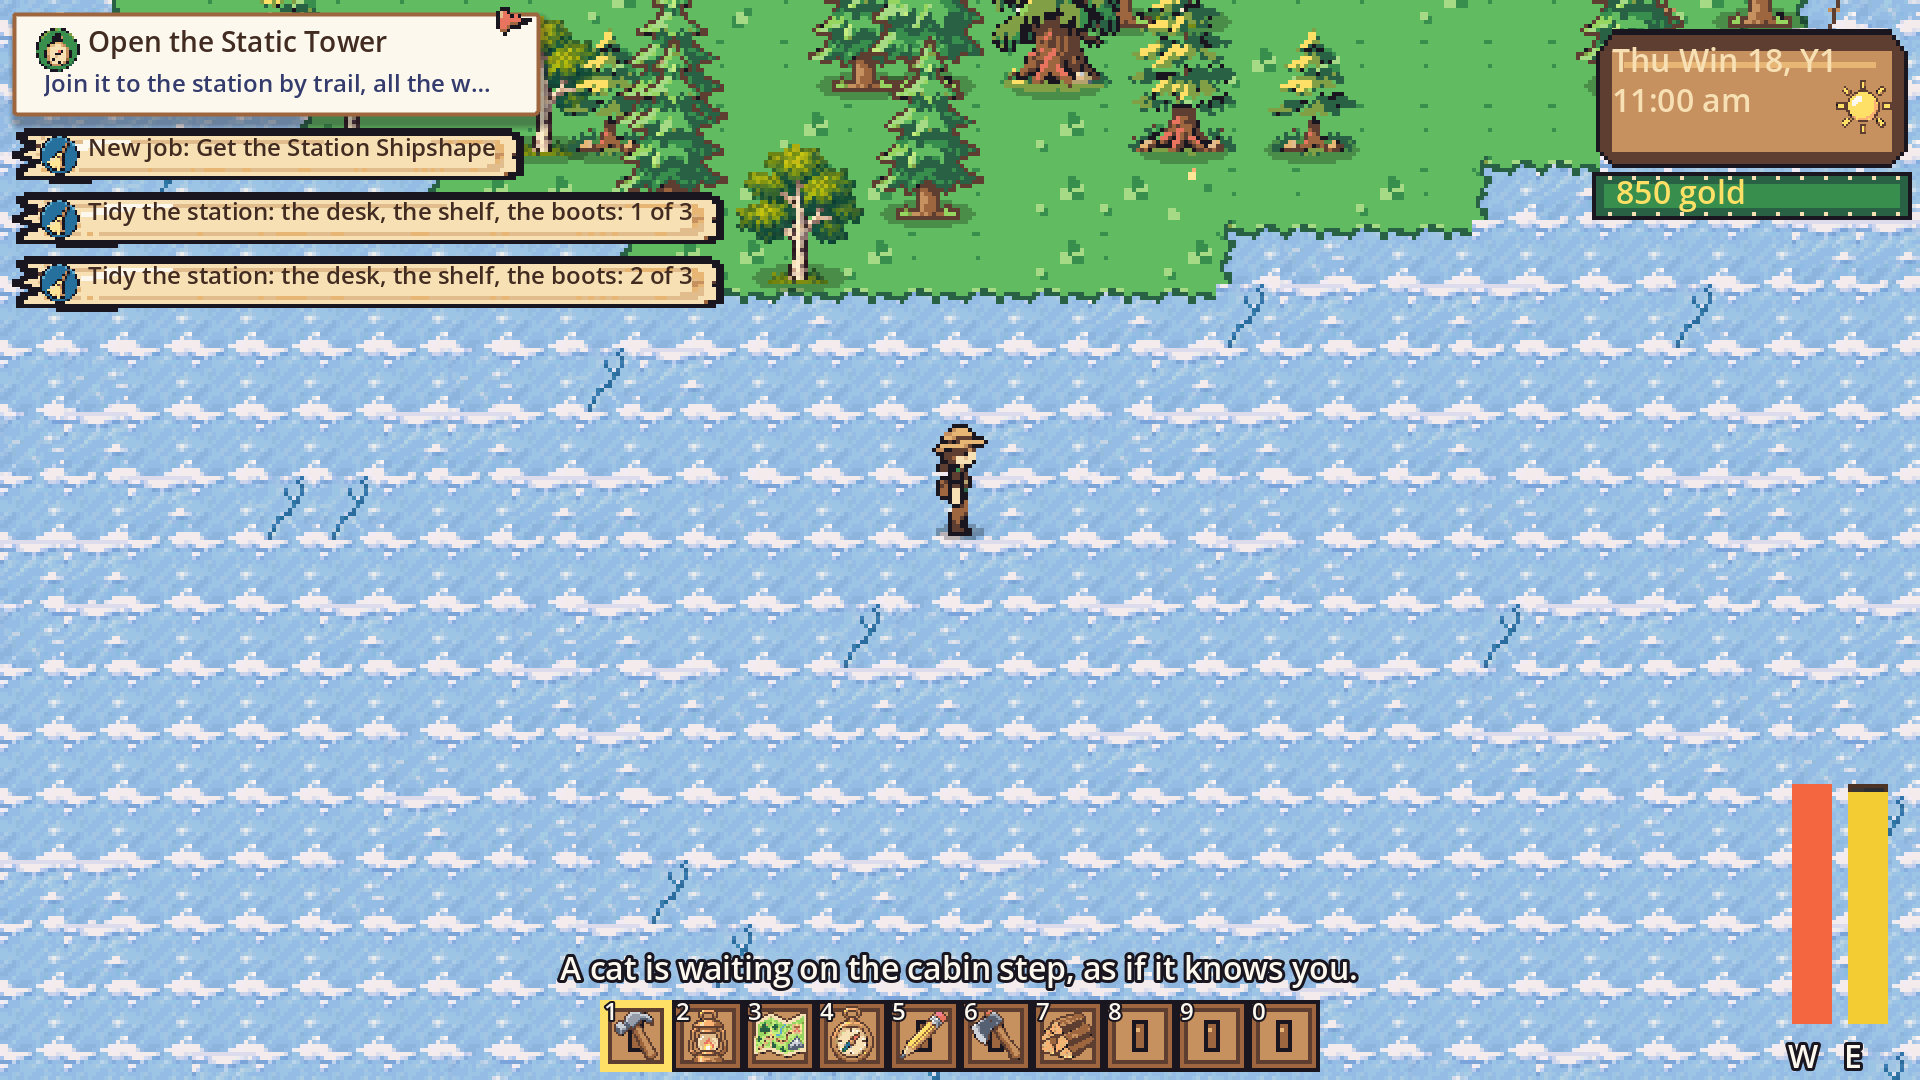 Open the Static Tower
Join it to the station by trail, all the w...
New job: Get the Station Shipshape
Tidy the station: the desk, the shelf, the boots: 1 of 3
Tidy the station: the desk, the shelf, the boots: 2 of 3
Thu Win 18, Y1
11:00 am
850 gold
A cat is waiting on the cabin step, as if it knows you.
1 2 3 4 5 6 7 8 9 0
W E